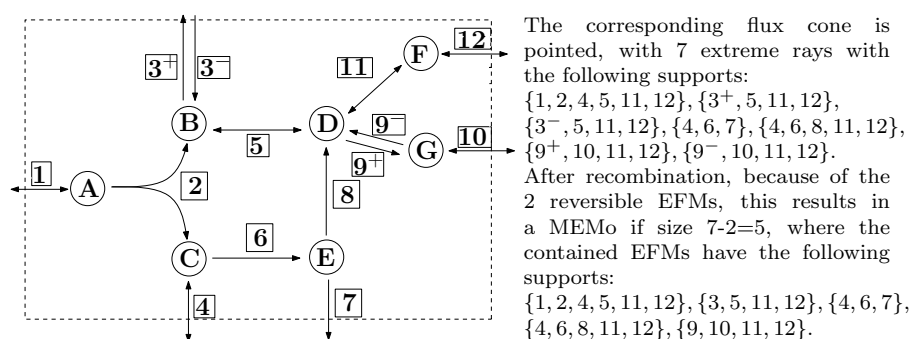 3⁺ 3⁻ F 12
11
B D 9⁻
5 9⁺ G 10
1
A 2 8
C 6 E
4 7
The corresponding flux cone is
pointed, with 7 extreme rays with
the following supports:
{1, 2, 4, 5, 11, 12}, {3⁺, 5, 11, 12},
{3⁻, 5, 11, 12}, {4, 6, 7}, {4, 6, 8, 11, 12},
{9⁺, 10, 11, 12}, {9⁻, 10, 11, 12}.
After recombination, because of the
2 reversible EFMs, this results in
a MEMo if size 7-2=5, where the
contained EFMs have the following
supports:
{1, 2, 4, 5, 11, 12}, {3, 5, 11, 12}, {4, 6, 7},
{4, 6, 8, 11, 12}, {9, 10, 11, 12}.